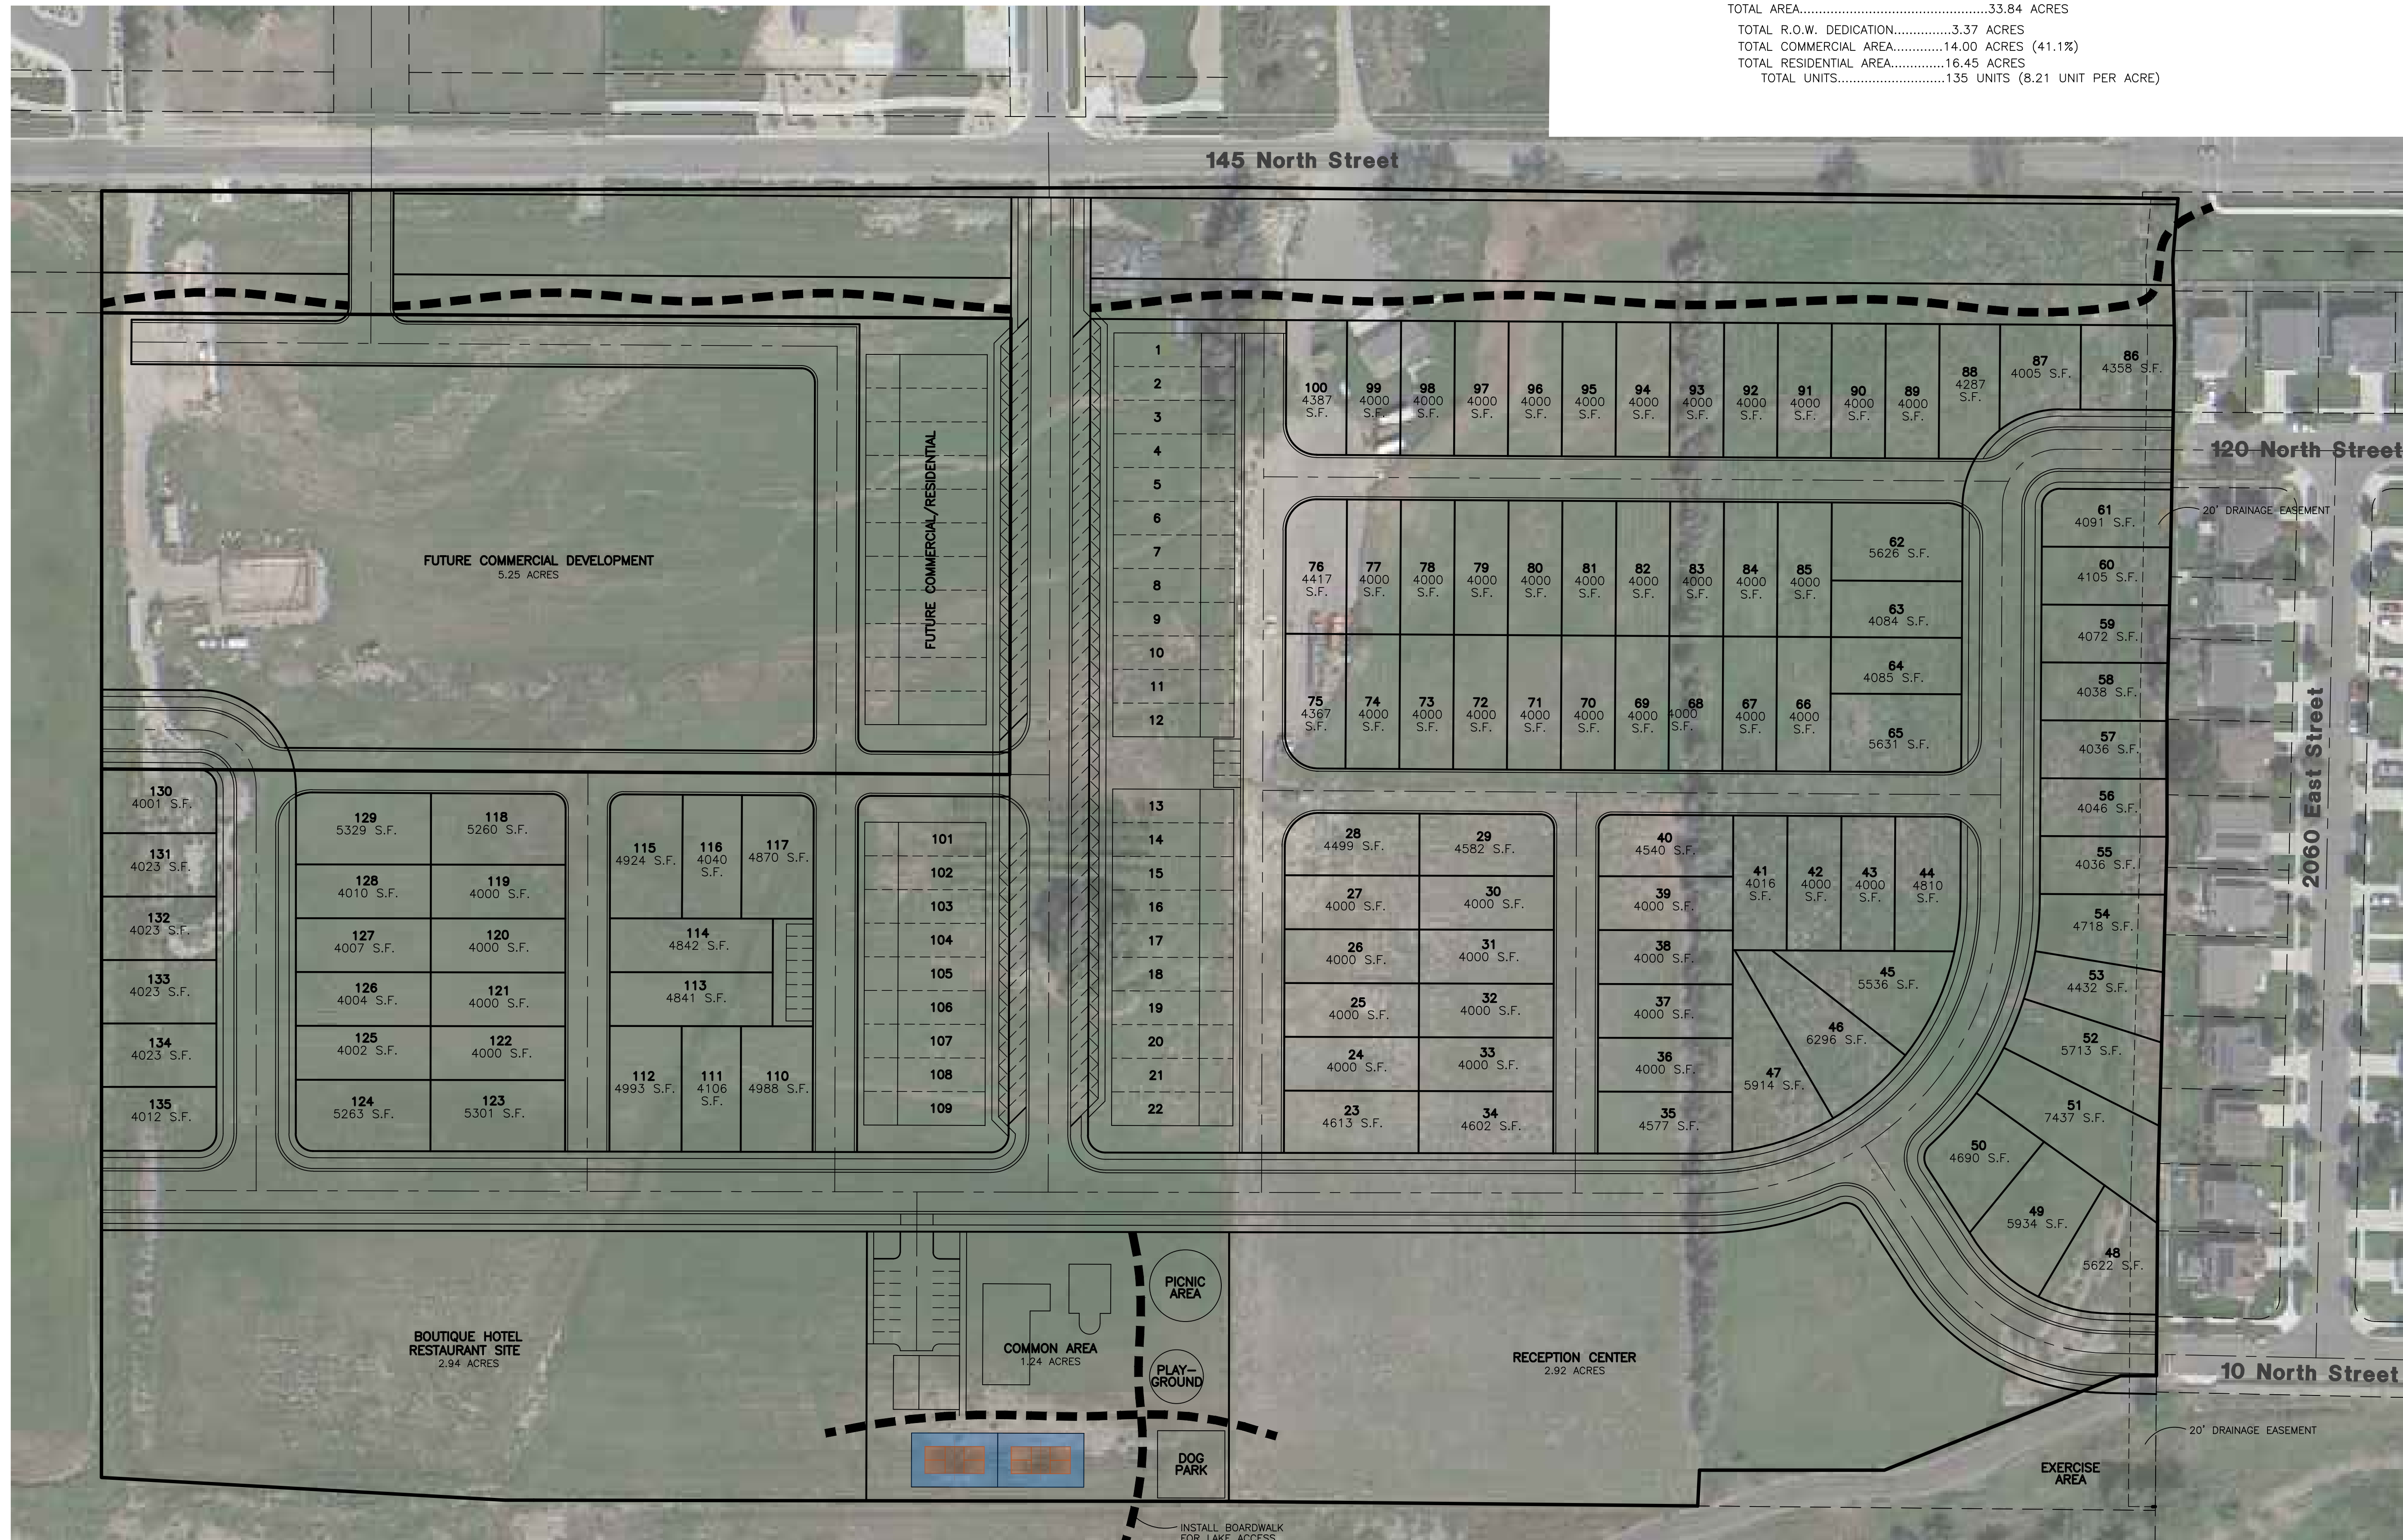 TOTAL AREA.................................................33.84 ACRES
TOTAL R.O.W. DEDICATION...............3.37 ACRES
TOTAL COMMERCIAL AREA.............14.00 ACRES (41.1%)
TOTAL RESIDENTIAL AREA..............16.45 ACRES
TOTAL UNITS............................135 UNITS (8.21 UNIT PER ACRE)
145 North Street
1
2
3
4
5
6
7
8
9
10
11
12
100
4387
S.F.
99
4000
S.F.
98
4000
S.F.
97
4000
S.F.
96
4000
S.F.
95
4000
S.F.
94
4000
S.F.
93
4000
S.F.
92
4000
S.F.
91
4000
S.F.
90
4000
S.F.
89
4000
S.F.
88
4287
S.F.
87
4005 S.F.
86
4358 S.F.
120 North Street
FUTURE COMMERCIAL DEVELOPMENT
5.25 ACRES
FUTURE COMMERCIAL/RESIDENTIAL
76
4417
S.F.
77
4000
S.F.
78
4000
S.F.
79
4000
S.F.
80
4000
S.F.
81
4000
S.F.
82
4000
S.F.
83
4000
S.F.
84
4000
S.F.
85
4000
S.F.
62
5626 S.F.
63
4084 S.F.
64
4085 S.F.
65
5631 S.F.
75
4367
S.F.
74
4000
S.F.
73
4000
S.F.
72
4000
S.F.
71
4000
S.F.
70
4000
S.F.
69
4000
S.F.
68
4000
S.F.
67
4000
S.F.
66
4000
S.F.
61
4091 S.F.
20' DRAINAGE EASEMENT
60
4105 S.F.
59
4072 S.F.
58
4038 S.F.
57
4036 S.F.
56
4046 S.F.
55
4036 S.F.
54
4718 S.F.
53
4432 S.F.
52
5713 S.F.
51
7437 S.F.
50
4690 S.F.
49
5934 S.F.
48
5622 S.F.
2060 East Street
130
4001 S.F.
131
4023 S.F.
132
4023 S.F.
133
4023 S.F.
134
4023 S.F.
135
4012 S.F.
129
5329 S.F.
118
5260 S.F.
128
4010 S.F.
119
4000 S.F.
127
4007 S.F.
120
4000 S.F.
126
4004 S.F.
121
4000 S.F.
125
4002 S.F.
122
4000 S.F.
124
5263 S.F.
123
5301 S.F.
115
4924 S.F.
116
4040
S.F.
117
4870 S.F.
114
4842 S.F.
113
4841 S.F.
112
4993 S.F.
111
4106
S.F.
110
4988 S.F.
101
102
103
104
105
106
107
108
109
13
14
15
16
17
18
19
20
21
22
28
4499 S.F.
29
4582 S.F.
27
4000 S.F.
30
4000 S.F.
26
4000 S.F.
31
4000 S.F.
25
4000 S.F.
32
4000 S.F.
24
4000 S.F.
33
4000 S.F.
23
4613 S.F.
34
4602 S.F.
40
4540 S.F.
39
4000 S.F.
38
4000 S.F.
37
4000 S.F.
36
4000 S.F.
35
4577 S.F.
41
4016
S.F.
42
4000
S.F.
43
4000
S.F.
44
4810
S.F.
45
5536 S.F.
46
6296 S.F.
47
5914 S.F.
BOUTIQUE HOTEL
RESTAURANT SITE
2.94 ACRES
COMMON AREA
1.24 ACRES
PICNIC
AREA
PLAY-
GROUND
DOG
PARK
RECEPTION CENTER
2.92 ACRES
10 North Street
20' DRAINAGE EASEMENT
EXERCISE
AREA
INSTALL BOARDWALK
FOR LAKE ACCESS